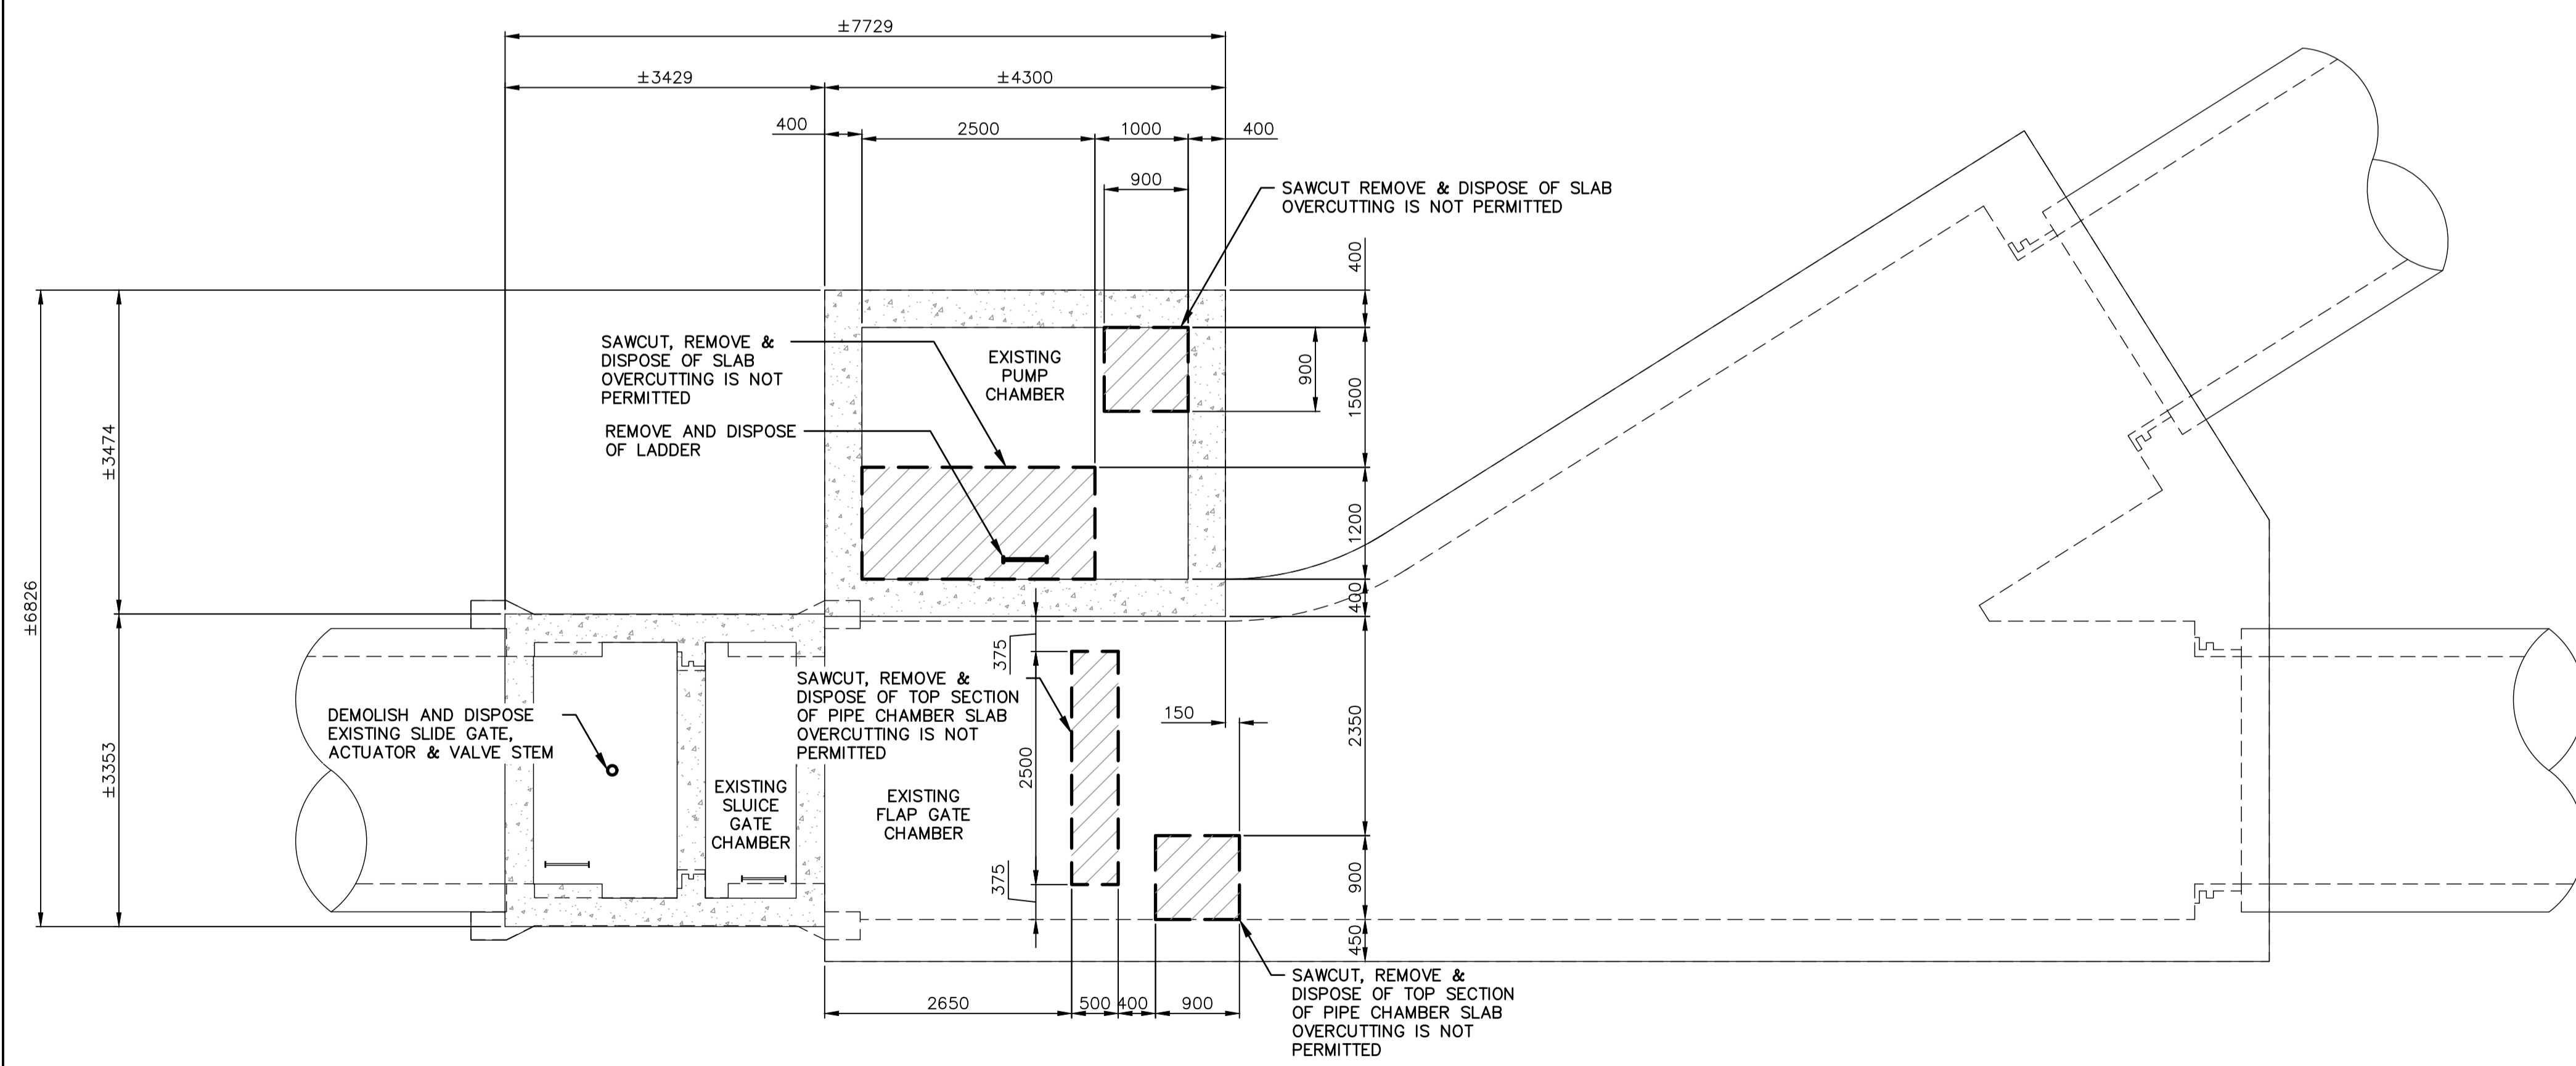 ±7729
±3429
±4300
400
2500
1000
400
900
SAWCUT REMOVE & DISPOSE OF SLAB
OVERCUTTING IS NOT PERMITTED
400
SAWCUT, REMOVE &
DISPOSE OF SLAB
OVERCUTTING IS NOT
PERMITTED
EXISTING
PUMP
CHAMBER
900
1500
REMOVE AND DISPOSE
OF LADDER
±3474
1200
±6826
400
375
SAWCUT, REMOVE &
DISPOSE OF TOP SECTION
OF PIPE CHAMBER SLAB
OVERCUTTING IS NOT
PERMITTED
150
2350
DEMOLISH AND DISPOSE
EXISTING SLIDE GATE,
ACTUATOR & VALVE STEM
±3353
2500
EXISTING
SLUICE
GATE
CHAMBER
EXISTING
FLAP GATE
CHAMBER
375
900
450
SAWCUT, REMOVE &
DISPOSE OF TOP SECTION
OF PIPE CHAMBER SLAB
OVERCUTTING IS NOT
PERMITTED
2650
500
400
900